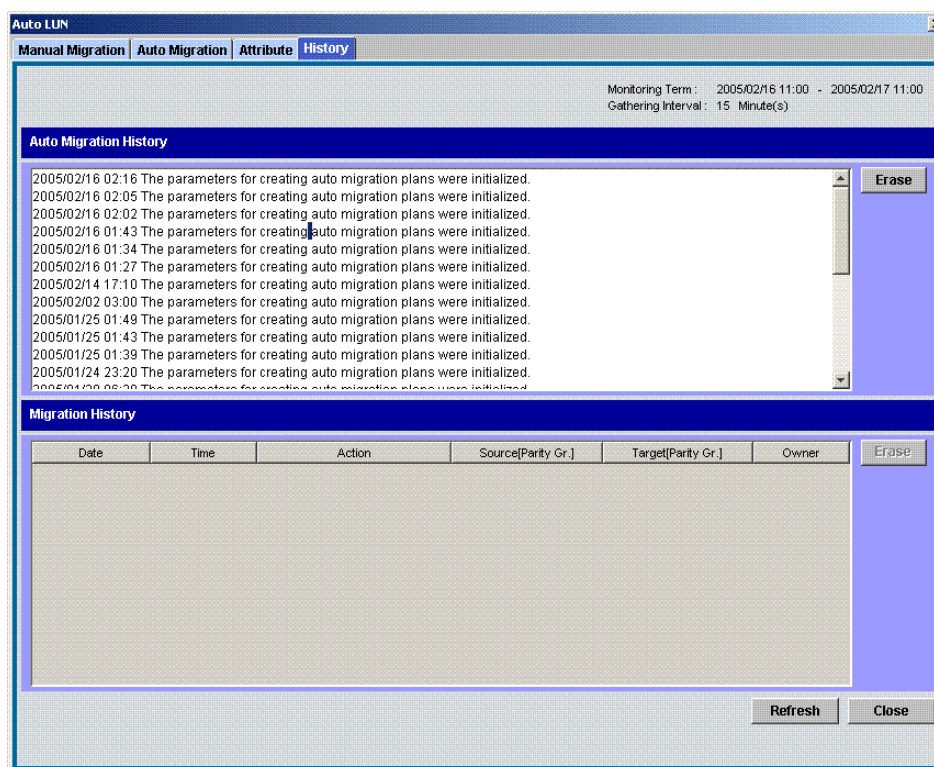 Auto LUN
Manual Migration Auto Migration Attribute History
Monitoring Term : 2005/02/16 11:00 - 2005/02/17 11:00
Gathering Interval : 15 Minute(s)
Auto Migration History
2005/02/16 02:16 The parameters for creating auto migration plans were initialized.
2005/02/16 02:05 The parameters for creating auto migration plans were initialized.
2005/02/16 02:02 The parameters for creating auto migration plans were initialized.
2005/02/16 01:43 The parameters for creating auto migration plans were initialized.
2005/02/16 01:34 The parameters for creating auto migration plans were initialized.
2005/02/16 01:27 The parameters for creating auto migration plans were initialized.
2005/02/14 17:10 The parameters for creating auto migration plans were initialized.
2005/02/02 03:00 The parameters for creating auto migration plans were initialized.
2005/01/25 01:49 The parameters for creating auto migration plans were initialized.
2005/01/25 01:43 The parameters for creating auto migration plans were initialized.
2005/01/25 01:39 The parameters for creating auto migration plans were initialized.
2005/01/24 23:20 The parameters for creating auto migration plans were initialized.
The parameters for creating auto migration plans were initialized.
Erase
Migration History
Date Time Action Source[Parity Gr.] Target[Parity Gr.] Owner
Erase
Refresh Close